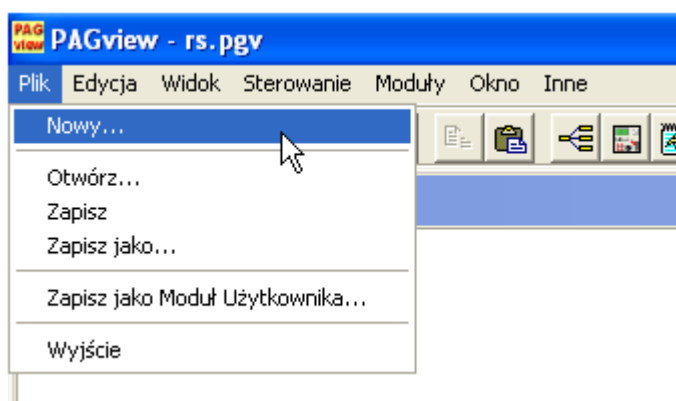 PAG
view
PAGview - rs.pgv
Plik Edycja Widok Sterowanie Moduły Okno Inne
Nowy...
Otwórz...
Zapisz
Zapisz jako...
Zapisz jako Moduł Użytkownika...
Wyjście